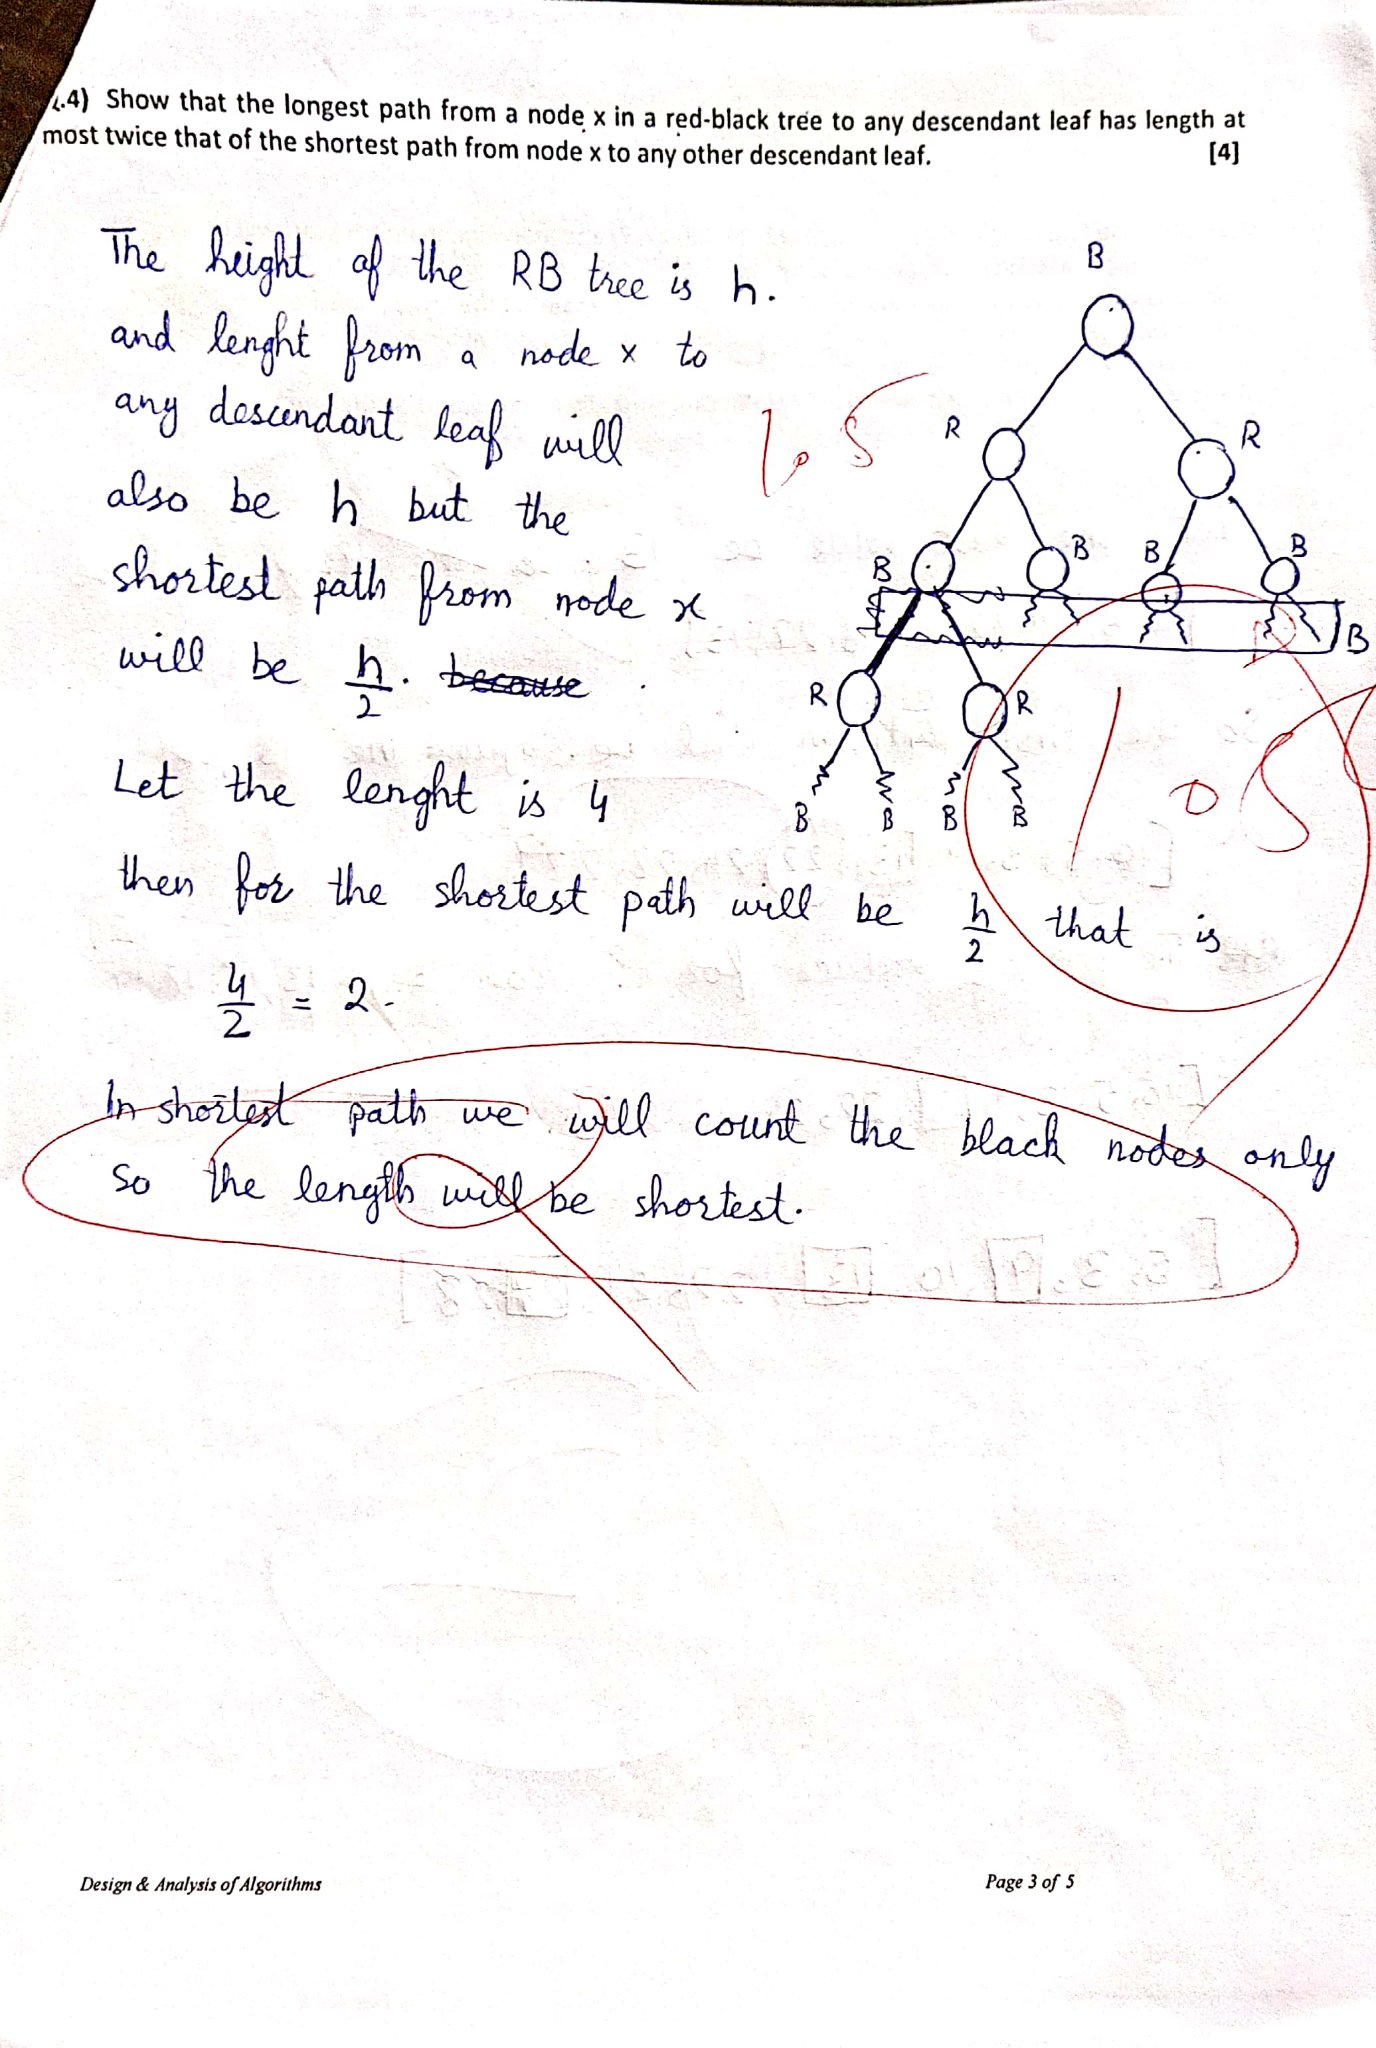 .4) Show that the longest path from a node x in a red-black tree to any descendant leaf has length at
most twice that of the shortest path from node x to any other descendant leaf. [4]
The height of the RB tree is h.
and lenght from a node x to
any descendant leaf will
also be h but the
shortest path from node x
will be h/2. because
Let the lenght is 4
then for the shortest path will be h/2 that is
4/2 = 2.
In shortest path we will count the black nodes only
so the length will be shortest.
B
R R
B B B B
B
R R
B B B B
1.5
1.5
Design & Analysis of Algorithms Page 3 of 5